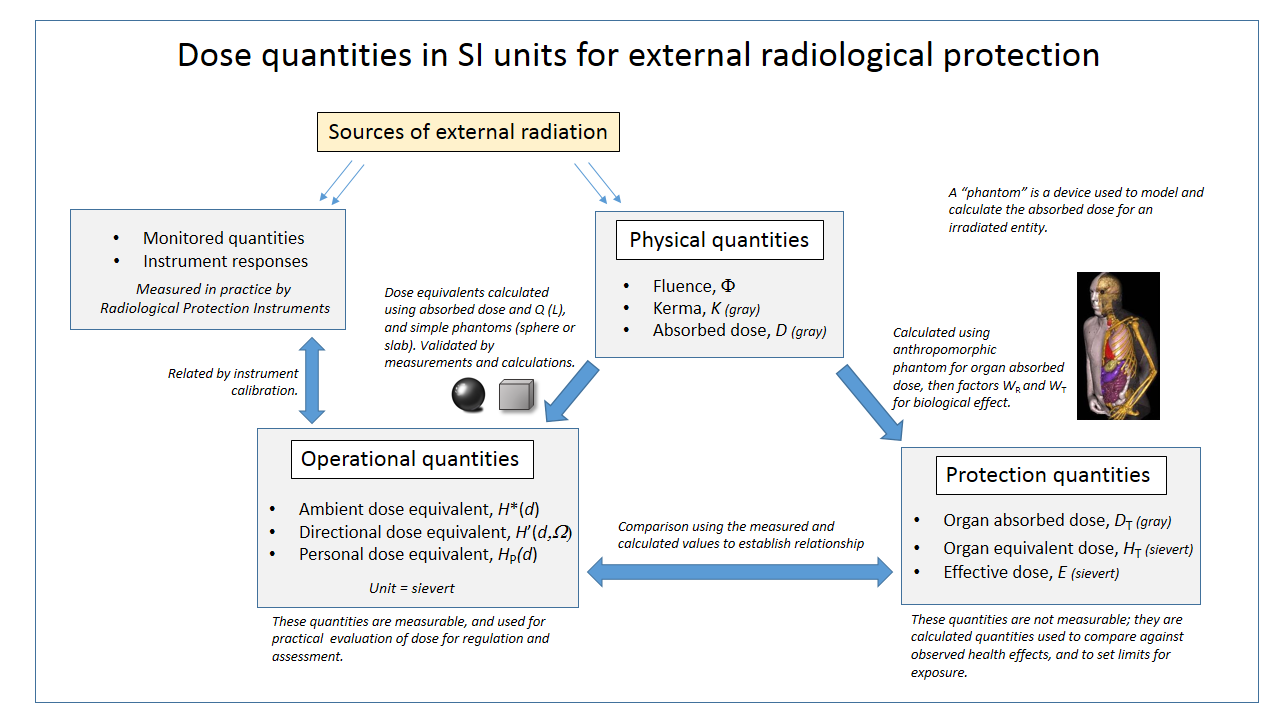 Dose quantities in SI units for external radiological protection
Sources of external radiation
• Monitored quantities
• Instrument responses
Measured in practice by
Radiological Protection Instruments
Physical quantities
• Fluence, Φ
• Kerma, K (gray)
• Absorbed dose, D (gray)
A “phantom” is a device used to model and
calculate the absorbed dose for an
irradiated entity.
Dose equivalents calculated
using absorbed dose and Q (L),
and simple phantoms (sphere or
slab). Validated by
measurements and calculations.
Calculated using
anthropomorphic
phantom for organ absorbed
dose, then factors WR and WT
for biological effect.
Related by instrument
calibration.
Operational quantities
• Ambient dose equivalent, H*(d)
• Directional dose equivalent, H’(d,Ω)
• Personal dose equivalent, HP(d)
Unit = sievert
These quantities are measurable, and used for
practical evaluation of dose for regulation and
assessment.
Comparison using the measured and
calculated values to establish relationship
Protection quantities
• Organ absorbed dose, DT (gray)
• Organ equivalent dose, HT (sievert)
• Effective dose, E (sievert)
These quantities are not measurable; they are
calculated quantities used to compare against
observed health effects, and to set limits for
exposure.